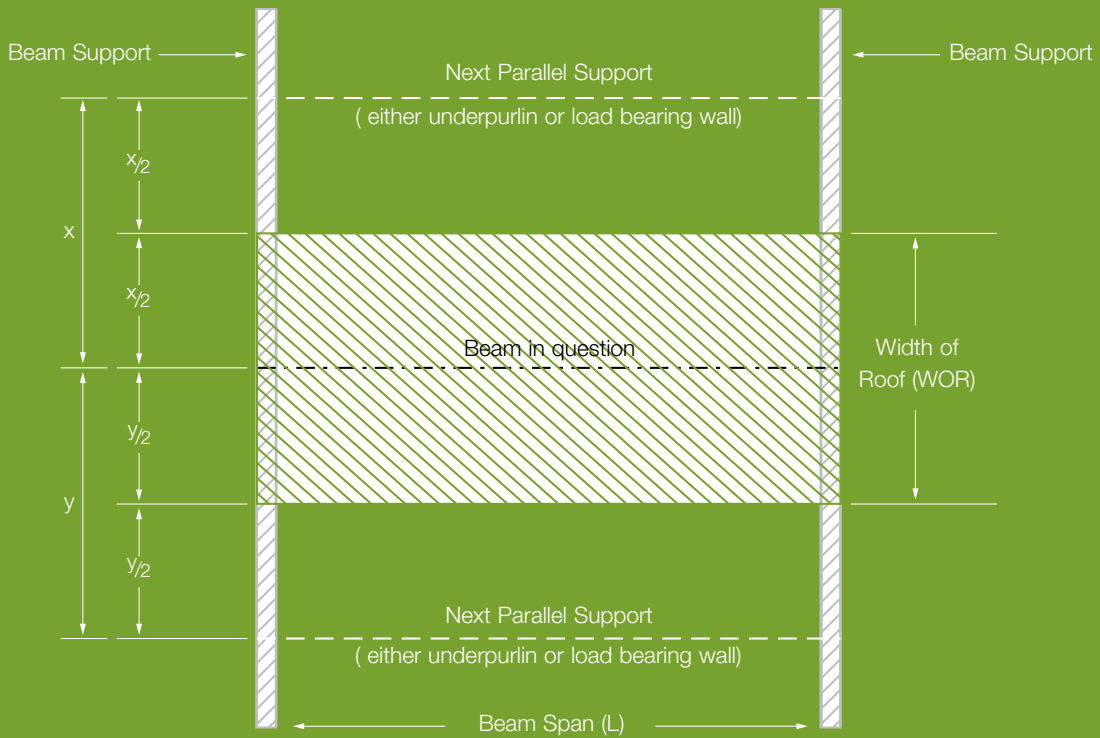 Beam Support
Beam Support
Next Parallel Support
( either underpurlin or load bearing wall)
x/2
x
x/2
Beam in question
Width of
Roof (WOR)
y/2
y
y/2
Next Parallel Support
( either underpurlin or load bearing wall)
Beam Span (L)